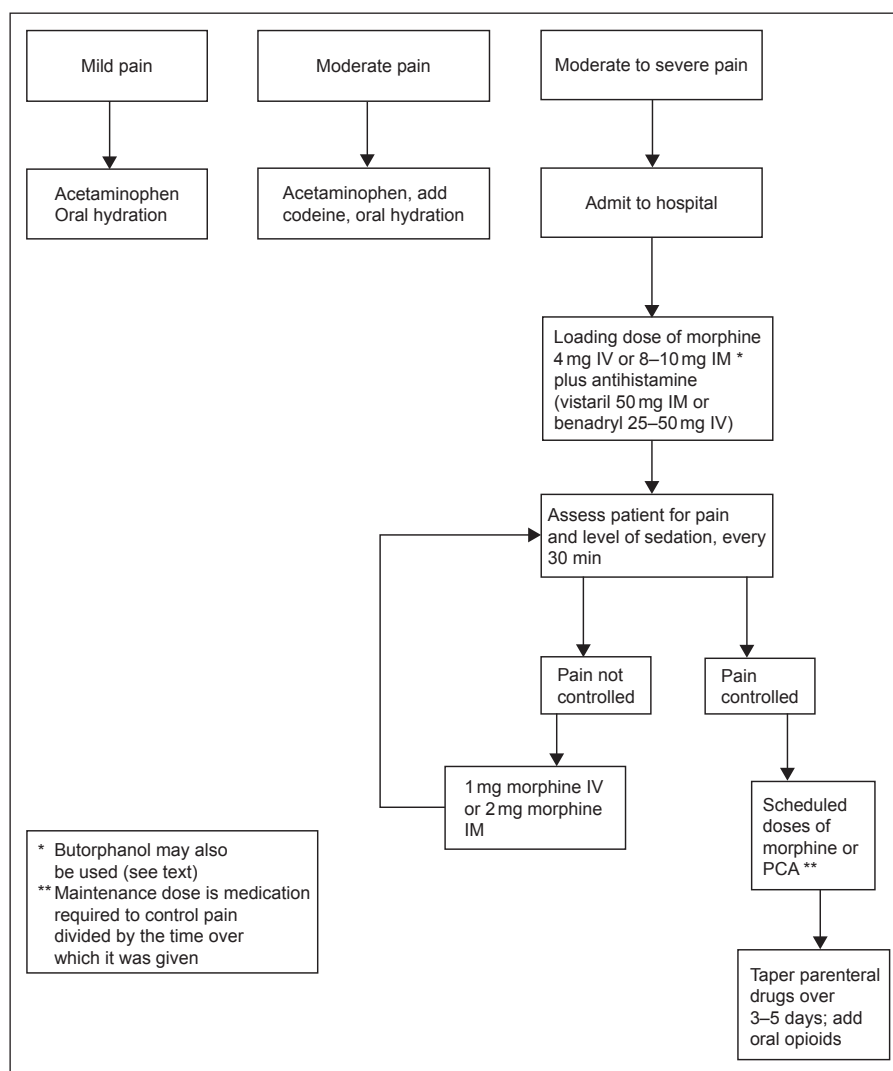 Mild pain
Moderate pain
Moderate to severe pain
Acetaminophen
Oral hydration
Acetaminophen, add
codeine, oral hydration
Admit to hospital
Loading dose of morphine
4 mg IV or 8–10 mg IM *
plus antihistamine
(vistaril 50 mg IM or
benadryl 25–50 mg IV)
Assess patient for pain
and level of sedation, every
30 min
Pain not
controlled
Pain
controlled
1 mg morphine IV
or 2 mg morphine
IM
Scheduled
doses of
morphine or
PCA **
* Butorphanol may also
be used (see text)
** Maintenance dose is medication
required to control pain
divided by the time over
which it was given
Taper parenteral
drugs over
3–5 days; add
oral opioids